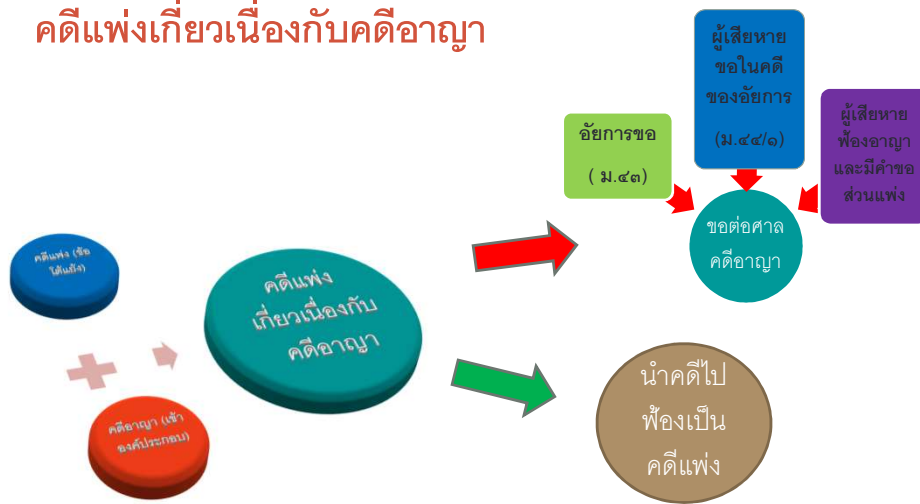 คดีแพ่งเกี่ยวเนื่องกับคดีอาญา
ผู้เสียหาย
ขอในคดี
ของอัยการ
(ม.๔๔/๑)
อัยการขอ
( ม.๔๓)
ผู้เสียหาย
ฟ้องอาญา
และมีคำขอ
ส่วนแพ่ง
ขอต่อศาล
คดีอาญา
คดีแพ่ง (ข้อ
โต้แย้ง)
คดีแพ่ง
เกี่ยวเนื่องกับ
คดีอาญา
คดีอาญา (เข้า
องค์ประกอบ)
นำคดีไป
ฟ้องเป็น
คดีแพ่ง